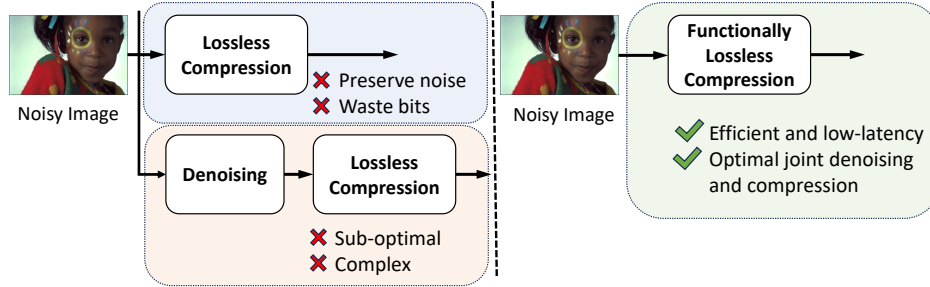 Lossless
Compression
Preserve noise
Waste bits
Noisy Image
Denoising
Lossless
Compression
Sub-optimal
Complex
Noisy Image
Functionally
Lossless
Compression
Efficient and low-latency
Optimal joint denoising
and compression